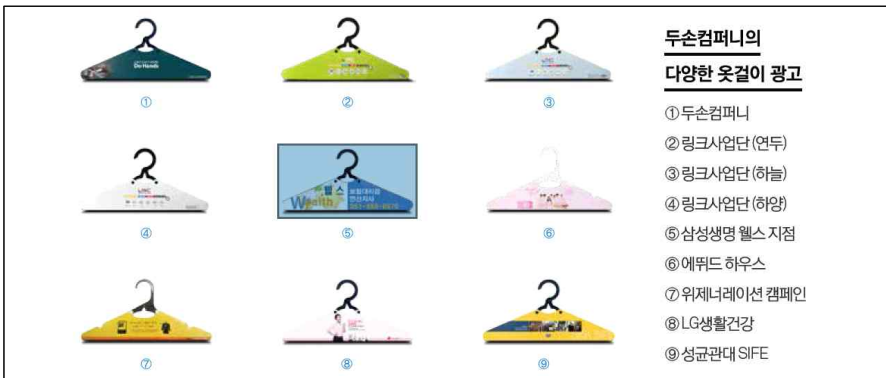 두손컴퍼니의
다양한 옷걸이 광고
① 두손컴퍼니
② 링크사업단 (연두)
③ 링크사업단 (하늘)
④ 링크사업단 (하양)
⑤ 삼성생명 웰스 지점
⑥ 에뛰드 하우스
⑦ 위제너레이션 캠페인
⑧ LG생활건강
⑨ 성균관대 SIFE
Do Hands
① ② ③
웰스
Wealth
④ ⑤ ⑥
⑦ ⑧ ⑨